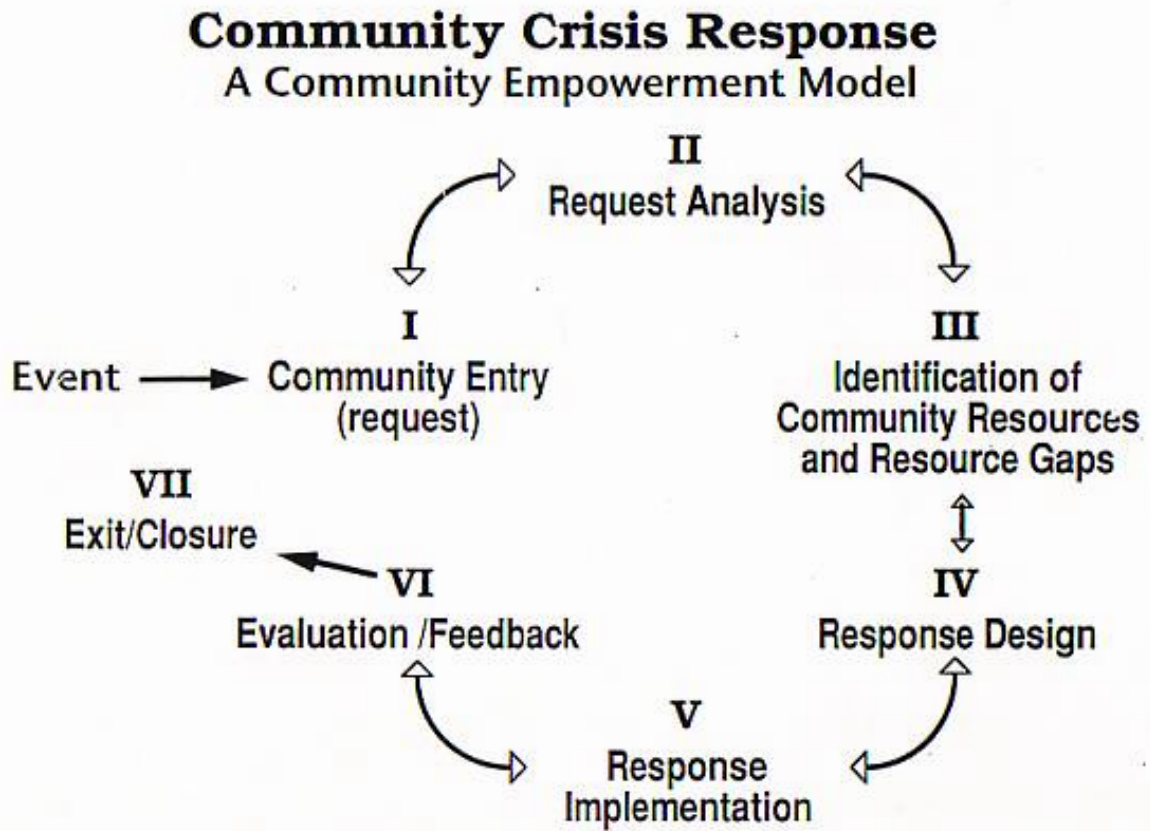 Community Crisis Response
A Community Empowerment Model
II
Request Analysis
I
Event
Community Entry
(request)
III
Identification of
Community Resources
and Resource Gaps
IV
Response Design
V
Response
Implementation
VI
Evaluation /Feedback
VII
Exit/Closure